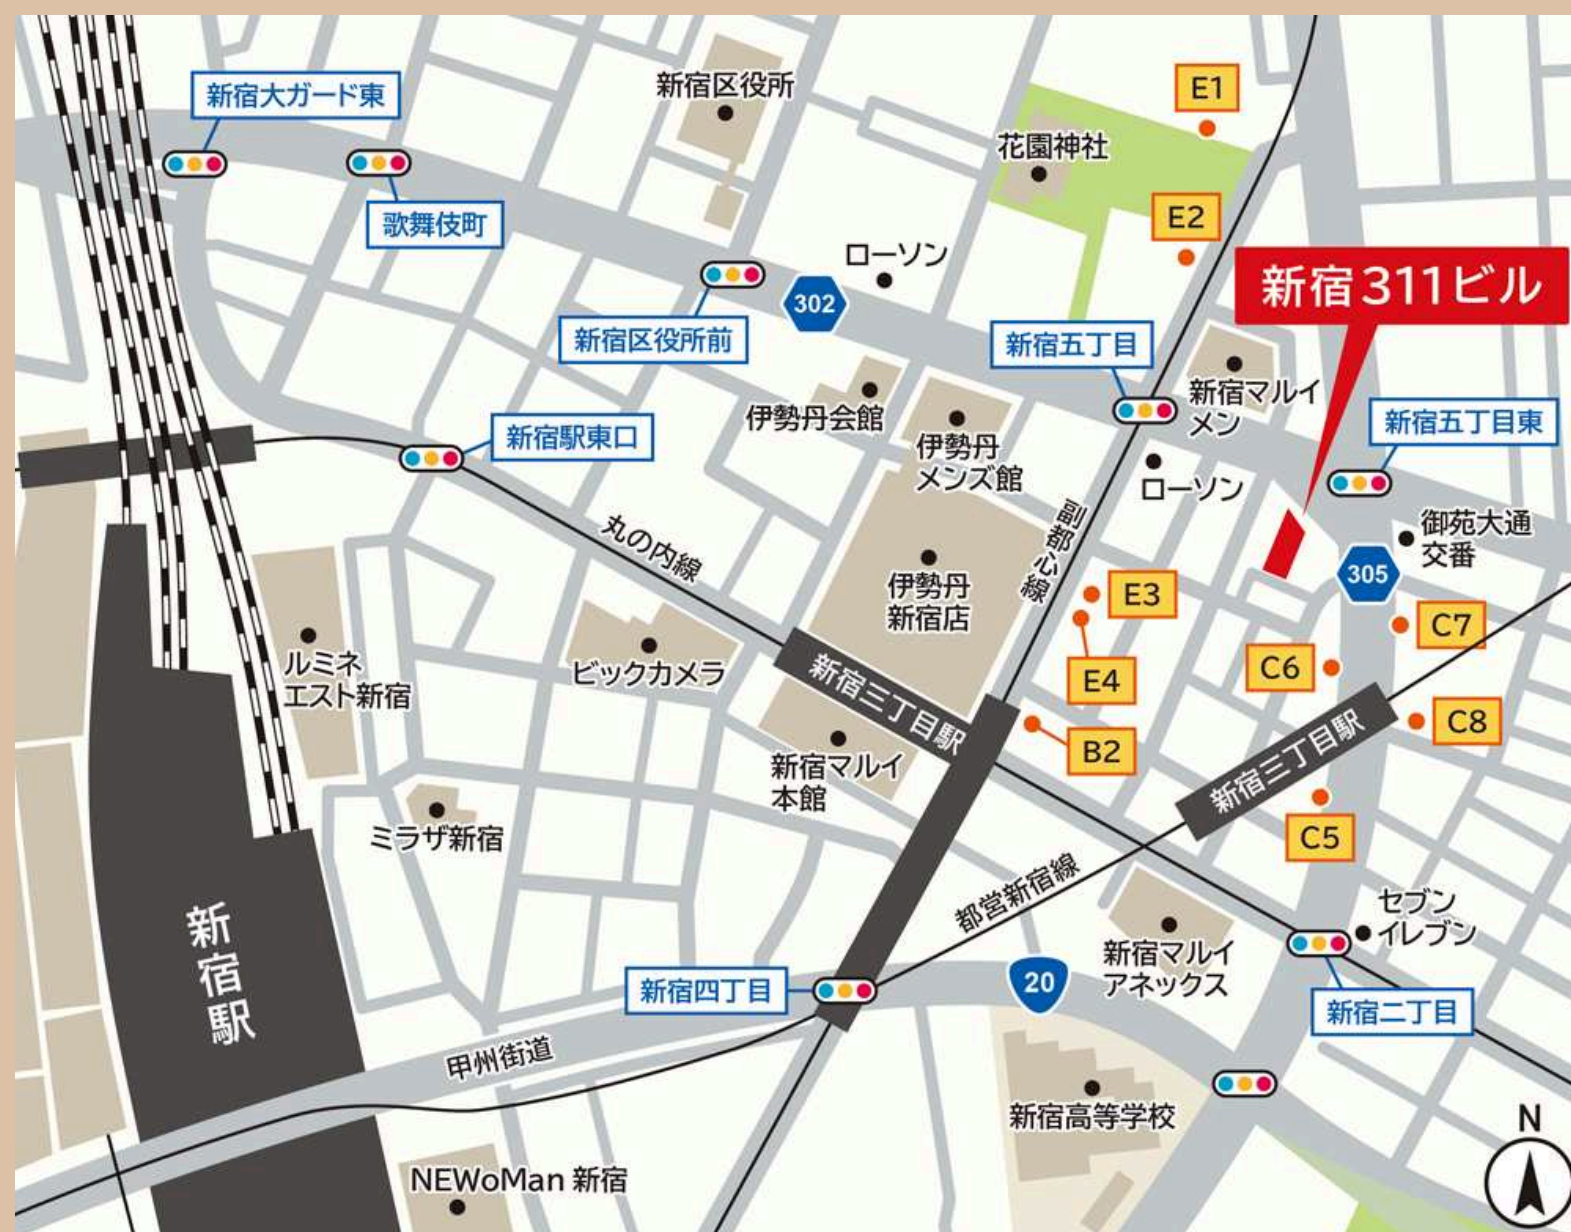 新宿大ガード東
歌舞伎町
新宿区役所
E1
花園神社
E2
ローソン
新宿311ビル
302
新宿区役所前
新宿五丁目
新宿マルイ
メン
伊勢丹会館
新宿駅東口
伊勢丹
メンズ館
新宿五丁目東
ローソン
丸の内線
副都心線
御苑大通
交番
305
伊勢丹
新宿店
E3
C7
ルミネ
エスト新宿
ビックカメラ
新宿三丁目駅
E4
C6
C8
B2
新宿三丁目駅
新宿マルイ
本館
ミラザ新宿
C5
都営新宿線
セブン
イレブン
新宿駅
新宿四丁目
20
新宿マルイ
アネックス
新宿二丁目
甲州街道
新宿高等学校
N
NEWoMan 新宿